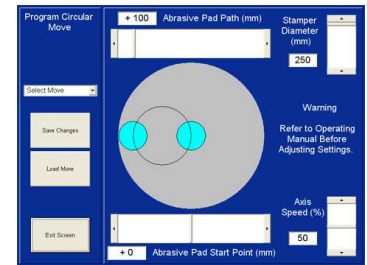 Program Circular
Move
Select Move
Save Changes
Load Move
Exit Screen
+ 100 Abrasive Pad Path (mm)
+ 0 Abrasive Pad Start Point (mm)
Stamper
Diameter
(mm)
250
Warning
Refer to Operating
Manual Before
Adjusting Settings.
Axis
Speed (%)
50